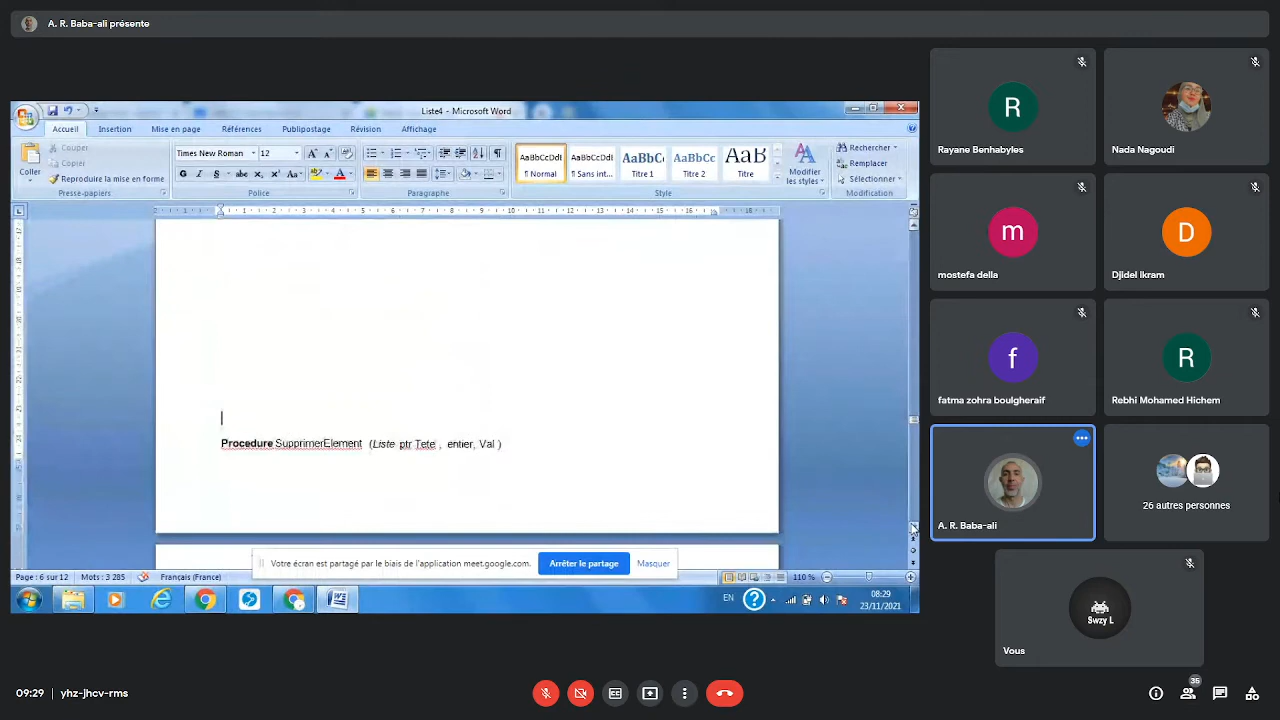 A. R. Baba-ali présente
Liste4 - Microsoft Word
Accueil Insertion Mise en page Références Publipostage Révision Affichage
Coller
Couper
Copier
Reproduire la mise en forme
Presse-papiers
Times New Roman 12
G I S abc x₂ x² Aa
Police
Paragraphe
AaBbCcDdI
¶ Normal
AaBbCcDdI
¶ Sans int...
AaBbC
Titre 1
AaBbCc
Titre 2
AaB
Titre
Modifier les styles
Style
Rechercher
Remplacer
Sélectionner
Modification
Procedure SupprimerElement (Liste ptr Tete , entier, Val )
Votre écran est partagé par le biais de l'application meet.google.com.
Arrêter le partage
Masquer
Page : 6 sur 12 Mots : 3 285 Français (France)
110 %
EN
08:29
23/11/2021
R
Rayane Benhabyles
Nada Nagoudi
m
mostefa della
D
Djidel Ikram
f
fatma zohra boulgheraif
R
Rebhi Mohamed Hichem
A. R. Baba-ali
26 autres personnes
Swzy L
Vous
09:29 | yhz-jhcv-rms
35